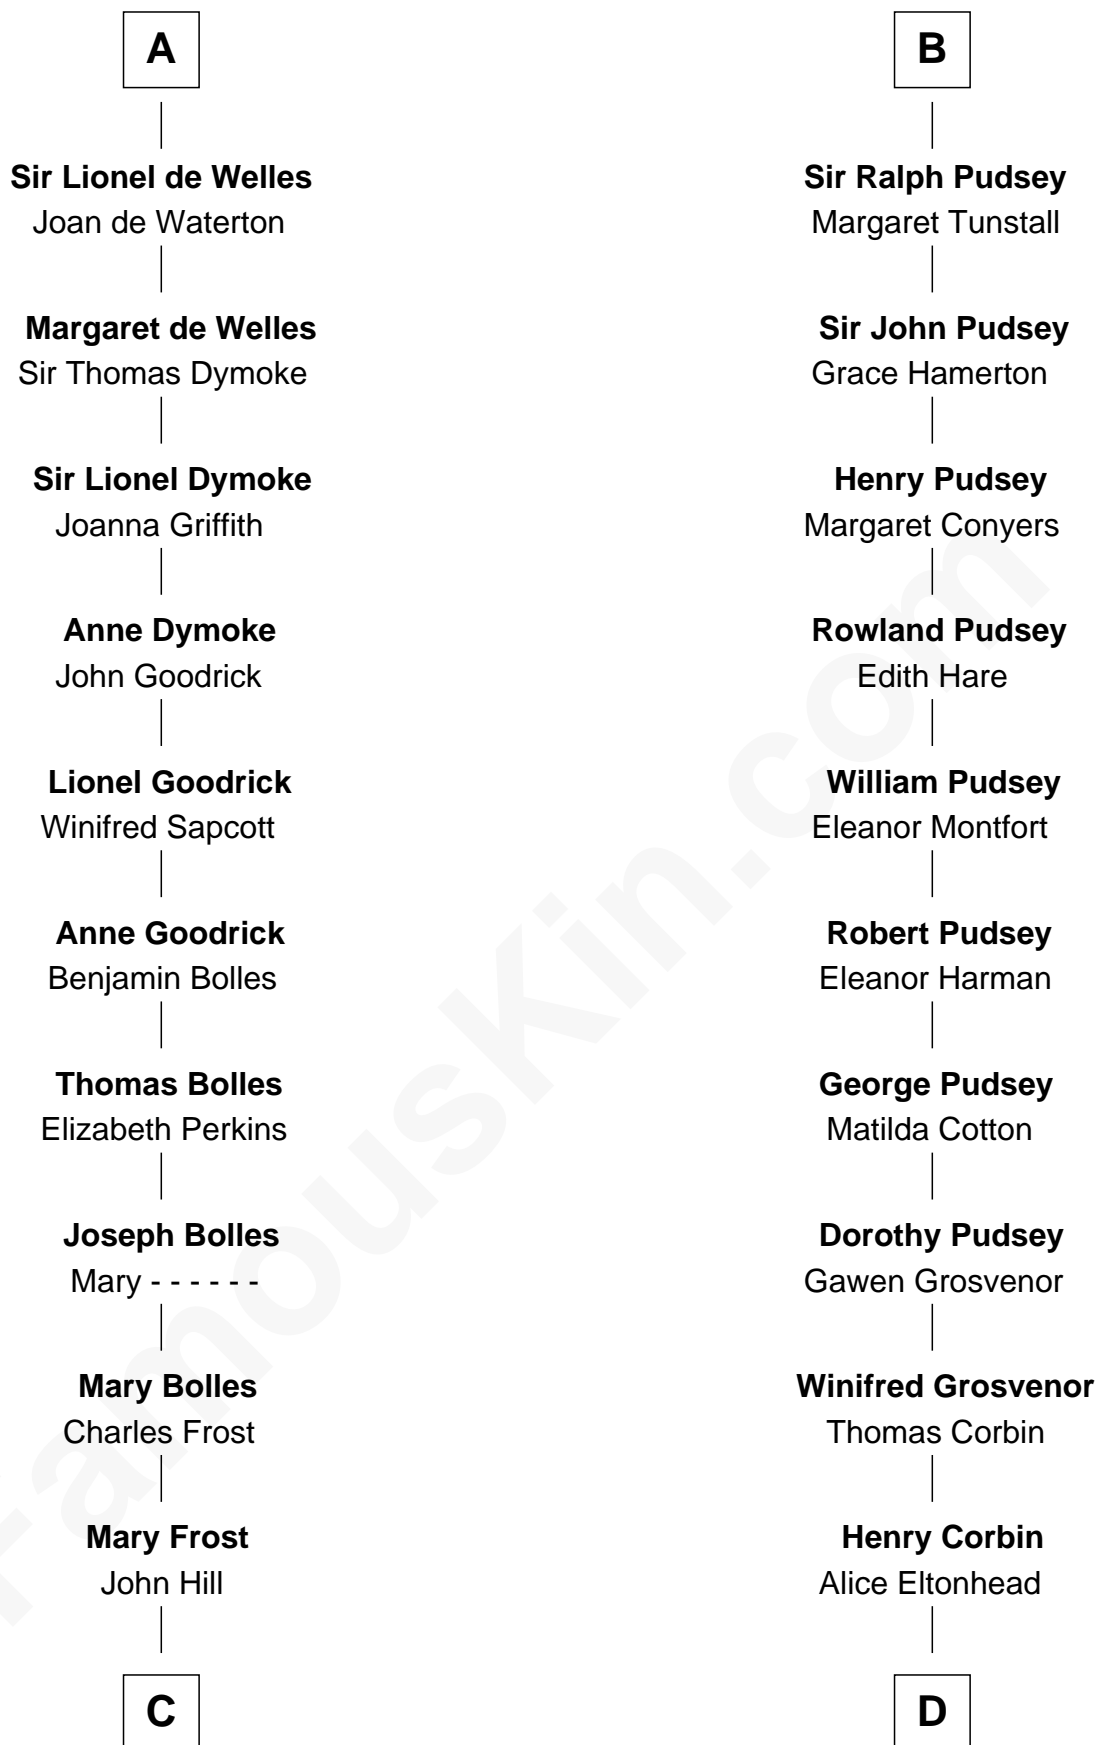 A
Sir Lionel de Welles
Joan de Waterton
Margaret de Welles
Sir Thomas Dymoke
Sir Lionel Dymoke
Joanna Griffith
Anne Dymoke
John Goodrick
Lionel Goodrick
Winifred Sapcott
Anne Goodrick
Benjamin Bolles
Thomas Bolles
Elizabeth Perkins
Joseph Bolles
Mary - - - - - -
Mary Bolles
Charles Frost
Mary Frost
John Hill
C
B
Sir Ralph Pudsey
Margaret Tunstall
Sir John Pudsey
Grace Hamerton
Henry Pudsey
Margaret Conyers
Rowland Pudsey
Edith Hare
William Pudsey
Eleanor Montfort
Robert Pudsey
Eleanor Harman
George Pudsey
Matilda Cotton
Dorothy Pudsey
Gawen Grosvenor
Winifred Grosvenor
Thomas Corbin
Henry Corbin
Alice Eltonhead
D
FamousKin.com